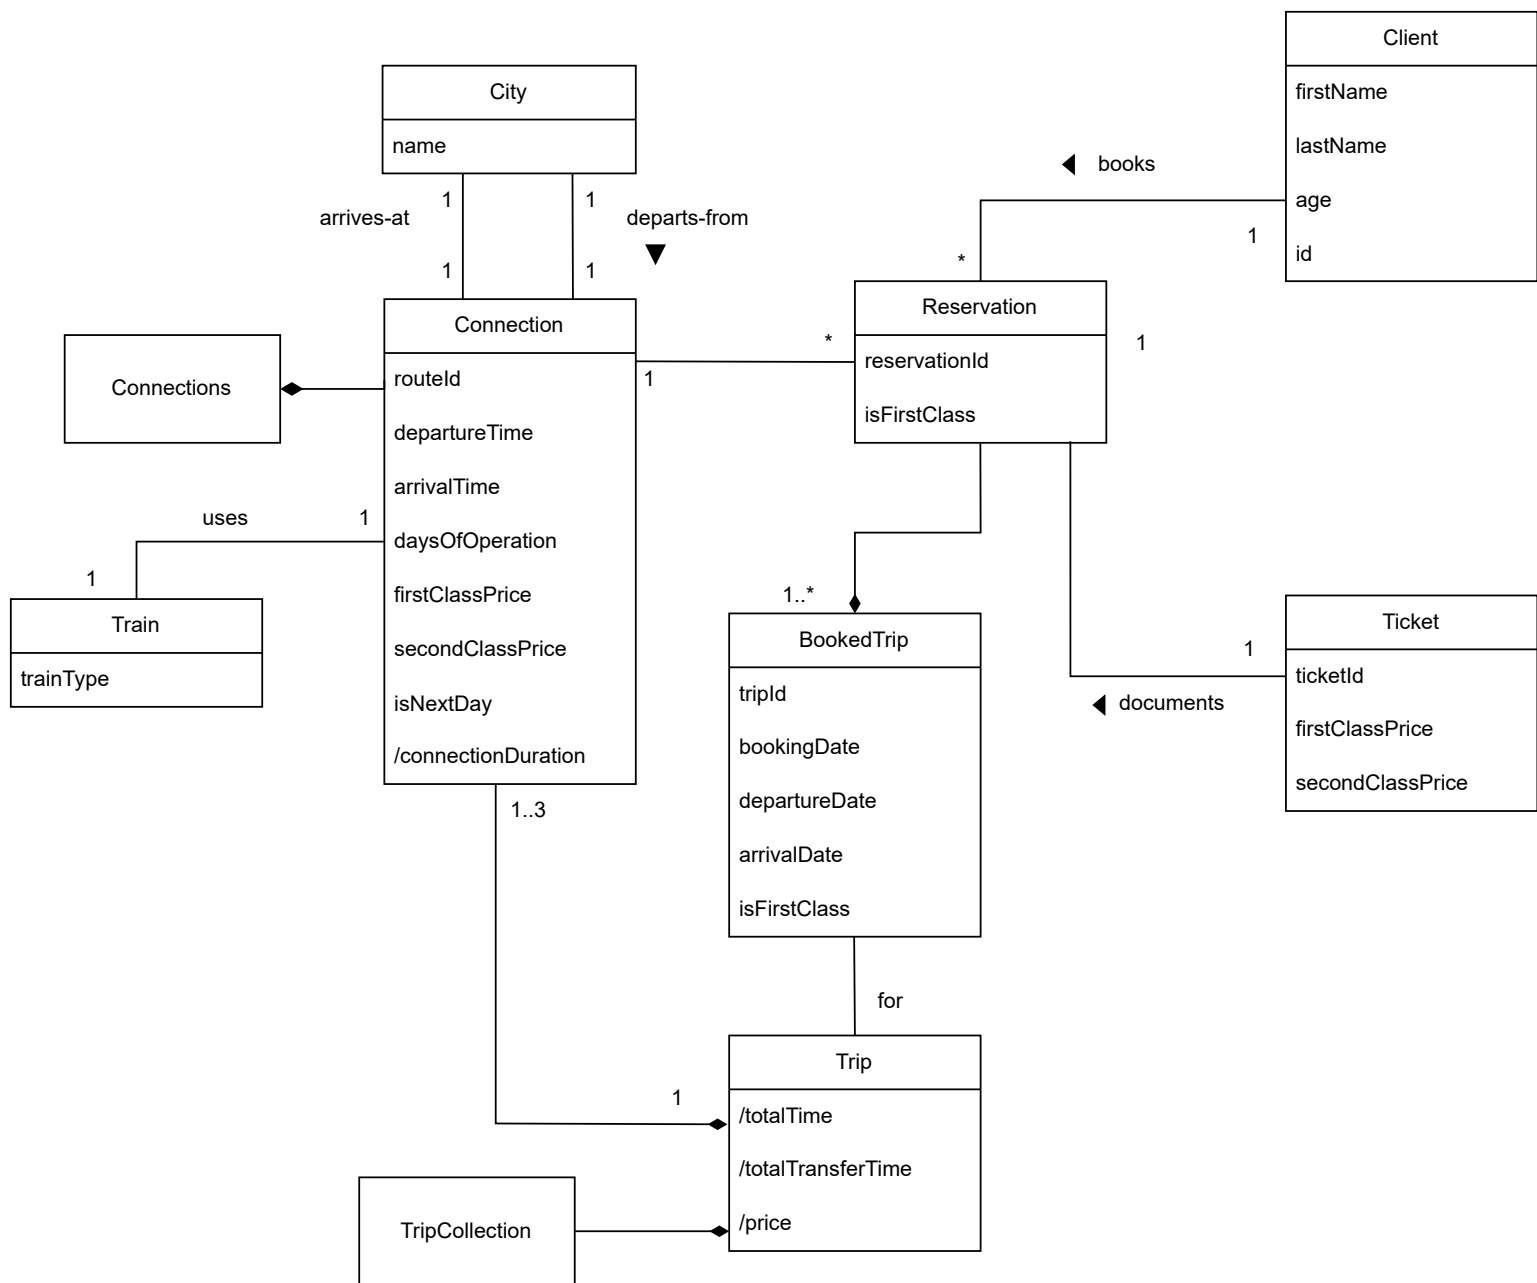 Client
firstName
lastName
age
id
City
name
1
1
arrives-at
departs-from
1
1
books
1
*
Connection
routeId
departureTime
arrivalTime
daysOfOperation
firstClassPrice
secondClassPrice
isNextDay
/connectionDuration
Connections
1
*
Reservation
reservationId
isFirstClass
1
uses
1
1
Train
trainType
1..*
BookedTrip
tripId
bookingDate
departureDate
arrivalDate
isFirstClass
1
documents
Ticket
ticketId
firstClassPrice
secondClassPrice
1..3
for
1
Trip
/totalTime
/totalTransferTime
/price
TripCollection